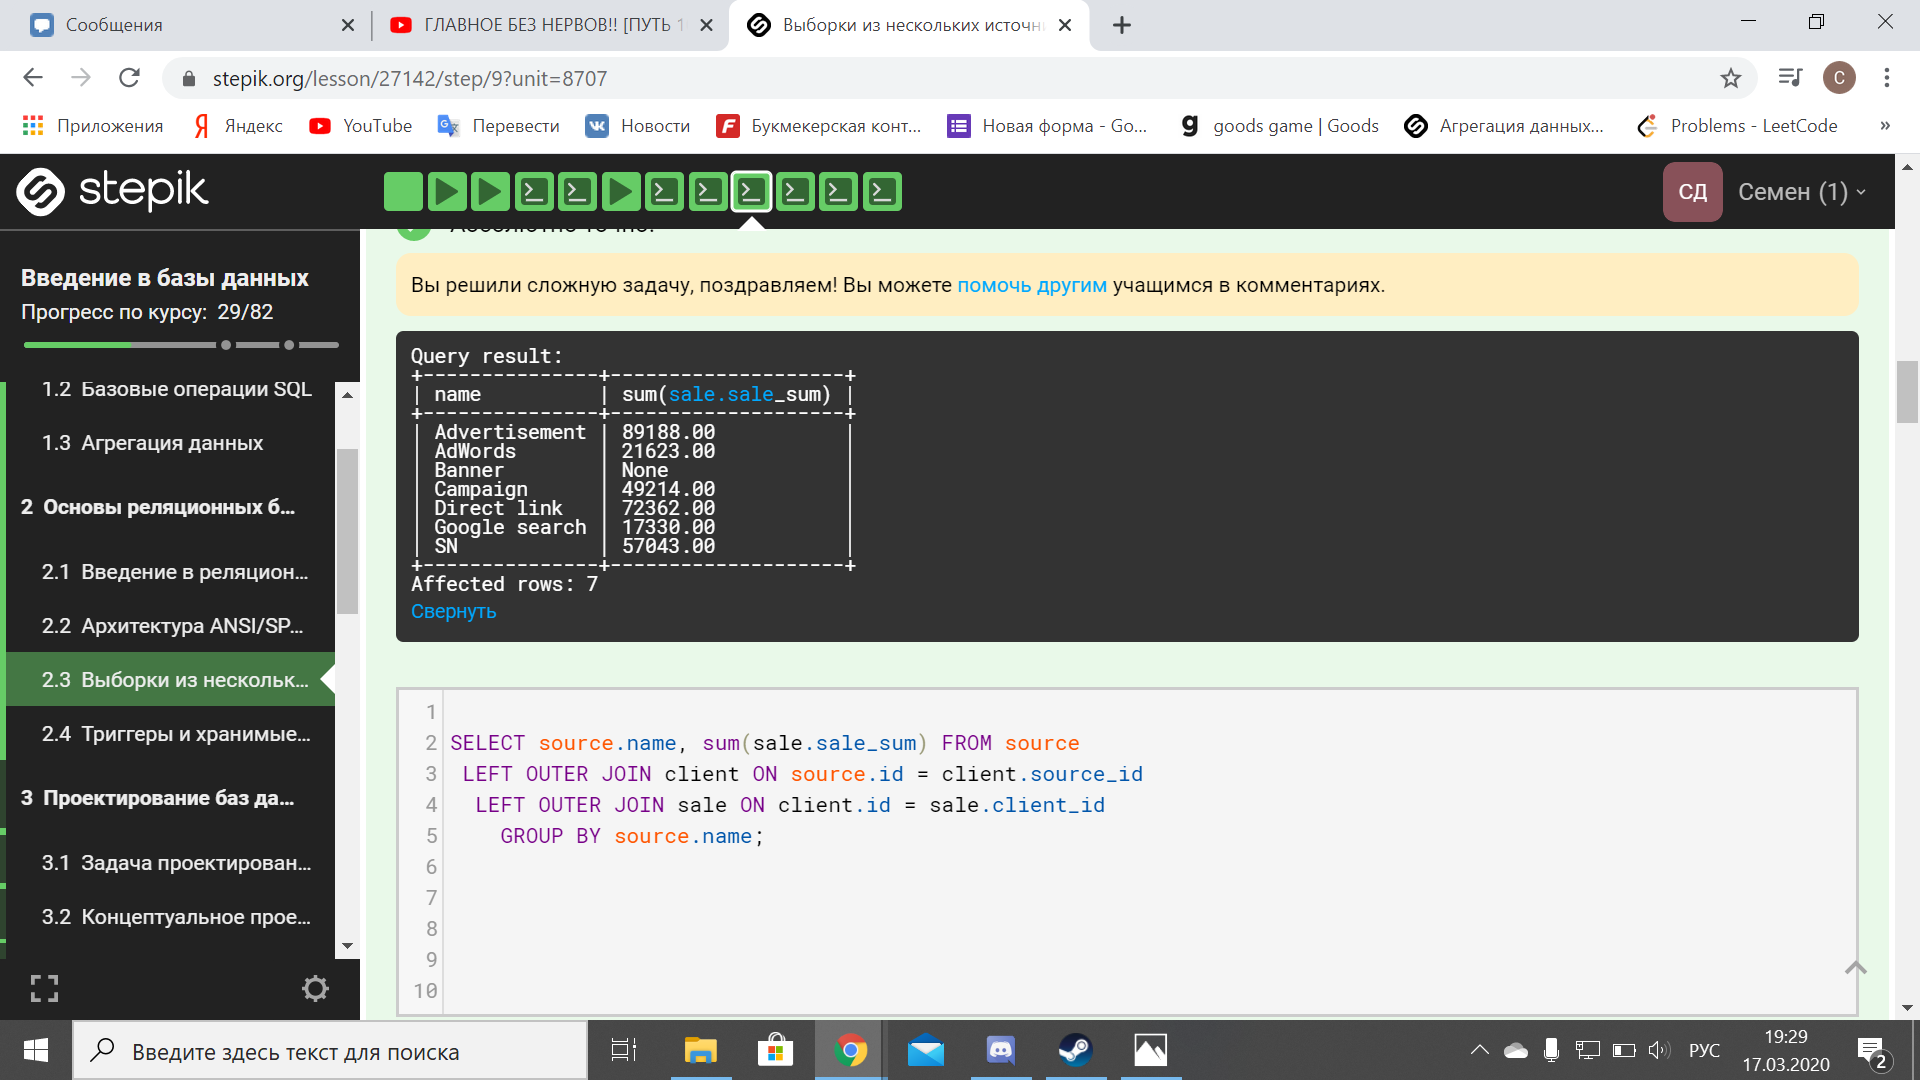 Сообщения
ГЛАВНОЕ БЕЗ НЕРВОВ!! [ПУТЬ 1
Выборки из нескольких источн
stepik.org/lesson/27142/step/9?unit=8707
С
Приложения
Яндекс
YouTube
Перевести
Новости
Букмекерская конт...
Новая форма - Go...
goods game | Goods
Агрегация данных...
Problems - LeetCode
»
stepik
СД
Семен (1)
Введение в базы данных
Прогресс по курсу: 29/82
1.2 Базовые операции SQL
1.3 Агрегация данных
2 Основы реляционных б...
2.1 Введение в реляцион...
2.2 Архитектура ANSI/SP...
2.3 Выборки из нескольк...
2.4 Триггеры и хранимые...
3 Проектирование баз да...
3.1 Задача проектирован...
3.2 Концептуальное прое...
Абсолютно точно.
Вы решили сложную задачу, поздравляем! Вы можете помочь другим учащимся в комментариях.
Query result:
+---------------+--------------------+
| name | sum(sale.sale_sum) |
+---------------+--------------------+
| Advertisement | 89188.00 |
| AdWords | 21623.00 |
| Banner | None |
| Campaign | 49214.00 |
| Direct link | 72362.00 |
| Google search | 17330.00 |
| SN | 57043.00 |
+---------------+--------------------+
Affected rows: 7
Свернуть
1
2 SELECT source.name, sum(sale.sale_sum) FROM source
3 LEFT OUTER JOIN client ON source.id = client.source_id
4 LEFT OUTER JOIN sale ON client.id = sale.client_id
5 GROUP BY source.name;
6
7
8
9
10
Введите здесь текст для поиска
РУС
19:29
17.03.2020
2